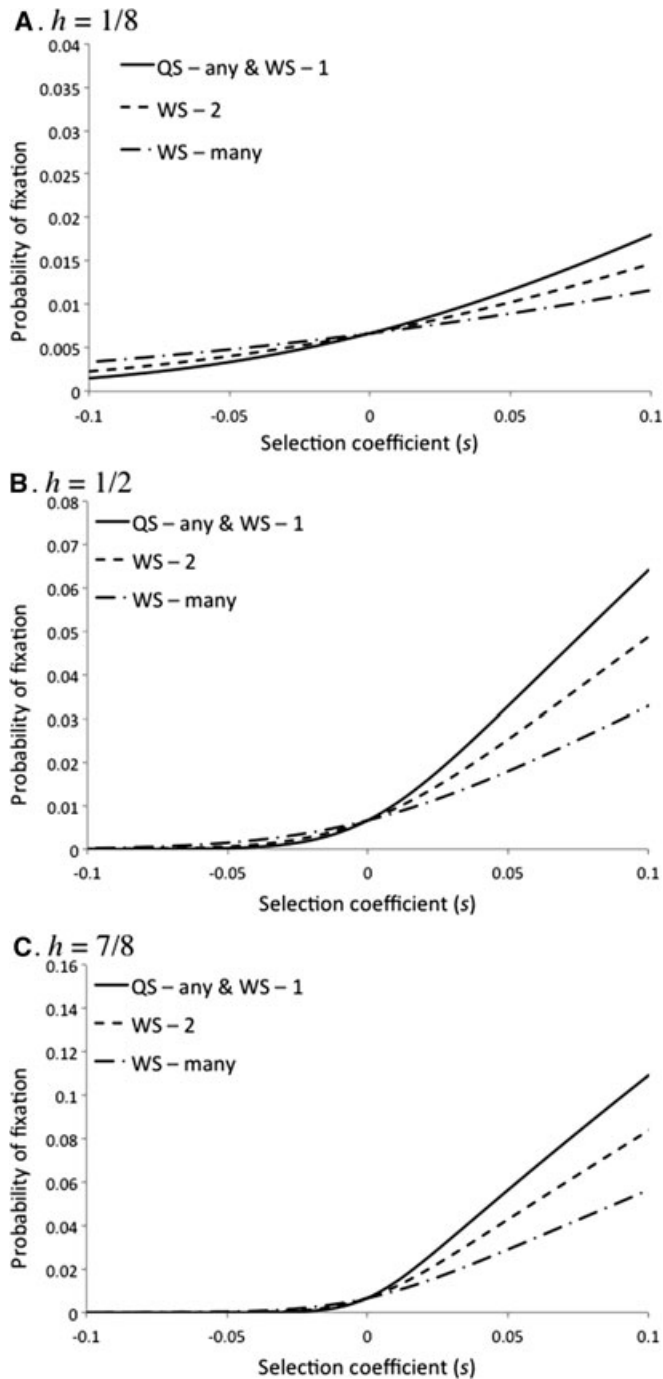 A. h = 1/8
0.04
0.035
0.03
0.025
0.02
0.015
0.01
0.005
0
Probability of fixation
QS – any & WS – 1
WS – 2
WS – many
-0.1
-0.05
0
0.05
0.1
Selection coefficient (s)
B. h = 1/2
0.08
0.07
0.06
0.05
0.04
0.03
0.02
0.01
0
Probability of fixation
QS – any & WS – 1
WS – 2
WS – many
-0.1
-0.05
0
0.05
0.1
Selection coefficient (s)
C. h = 7/8
0.16
0.14
0.12
0.1
0.08
0.06
0.04
0.02
0
Probability of fixation
QS – any & WS – 1
WS – 2
WS – many
-0.1
-0.05
0
0.05
0.1
Selection coefficient (s)